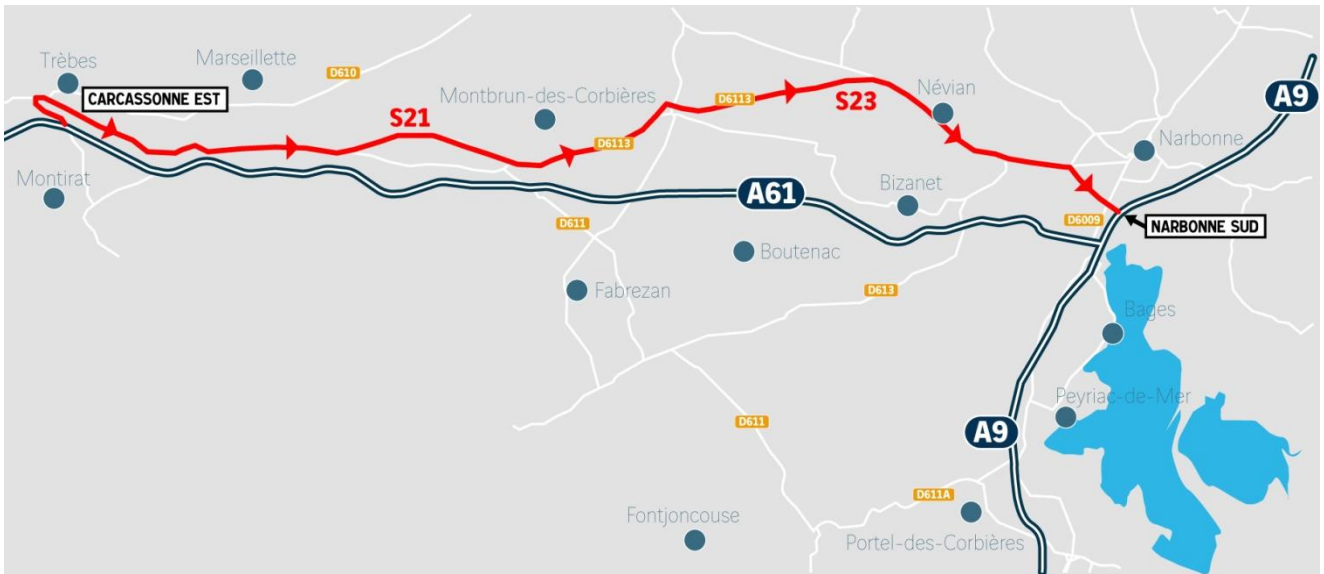 Marseillette
Trèbes
D610
CARCASSONNE EST
Montbrun-des-Corbières
D6113
S23
Névian
A9
S21
D6113
Narbonne
Montirat
A61
Bizanet
D611
D6009
NARBONNE SUD
Boutenac
Fabrezan
D613
Bages
Peyriac-de-Mer
D611
A9
D611A
Fontjoncouse
Portel-des-Corbières